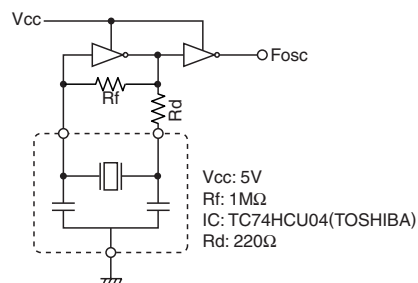 Vcc
Fosc
Rf
Rd
Vcc: 5V
Rf: 1MΩ
IC: TC74HCU04(TOSHIBA)
Rd: 220Ω